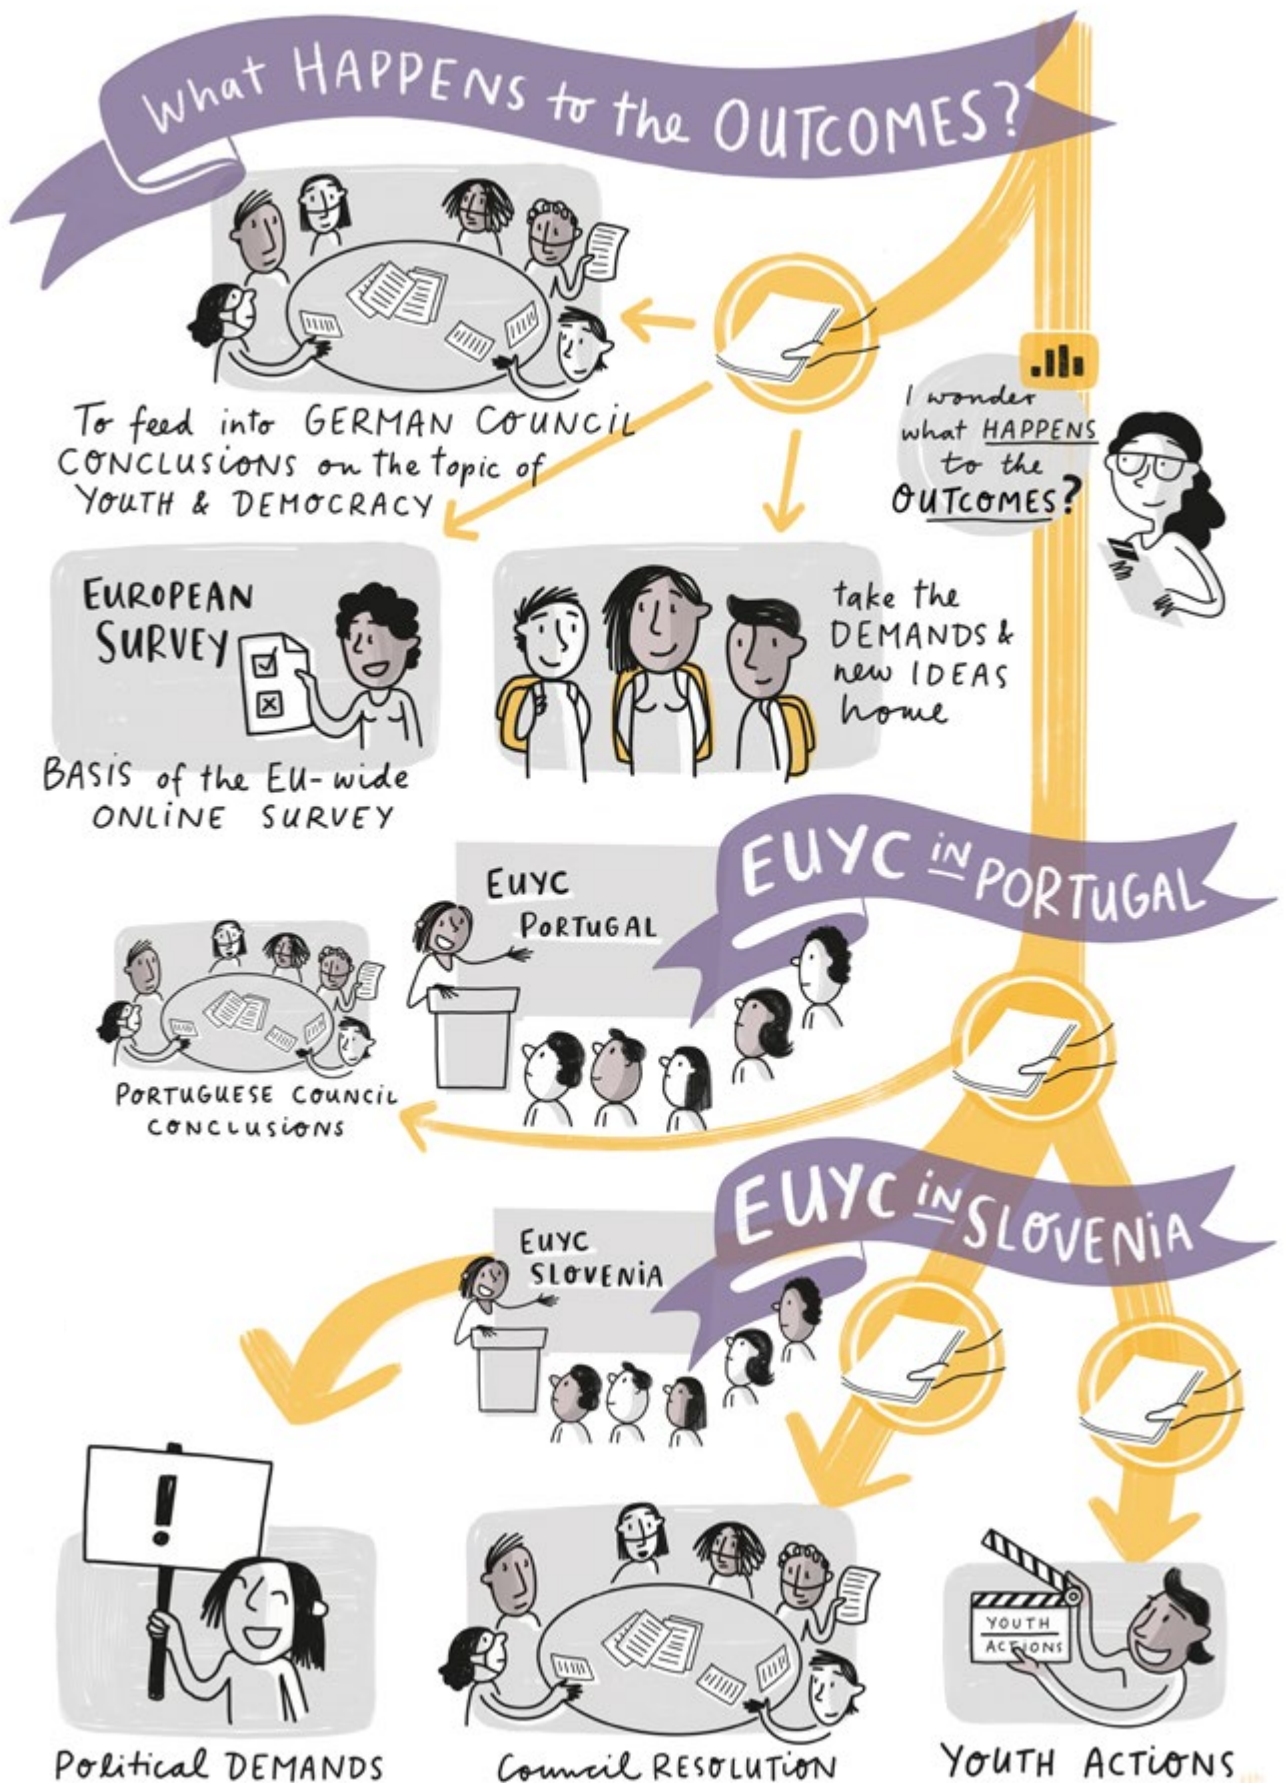 What HAPPENS to the OUTCOMES?
To feed into GERMAN COUNCIL
CONCLUSIONS on the topic of
YOUTH & DEMOCRACY
I wonder
what HAPPENS
to the
OUTCOMES?
EUROPEAN
SURVEY
BASIS of the EU-wide
ONLINE SURVEY
take the
DEMANDS &
new IDEAS
home
EUYC IN PORTUGAL
EUYC
PORTUGAL
PORTUGUESE COUNCIL
CONCLUSIONS
EUYC IN SLOVENIA
EUYC
SLOVENIA
!
YOUTH
ACTIONS
Political DEMANDS
Council RESOLUTION
YOUTH ACTIONS